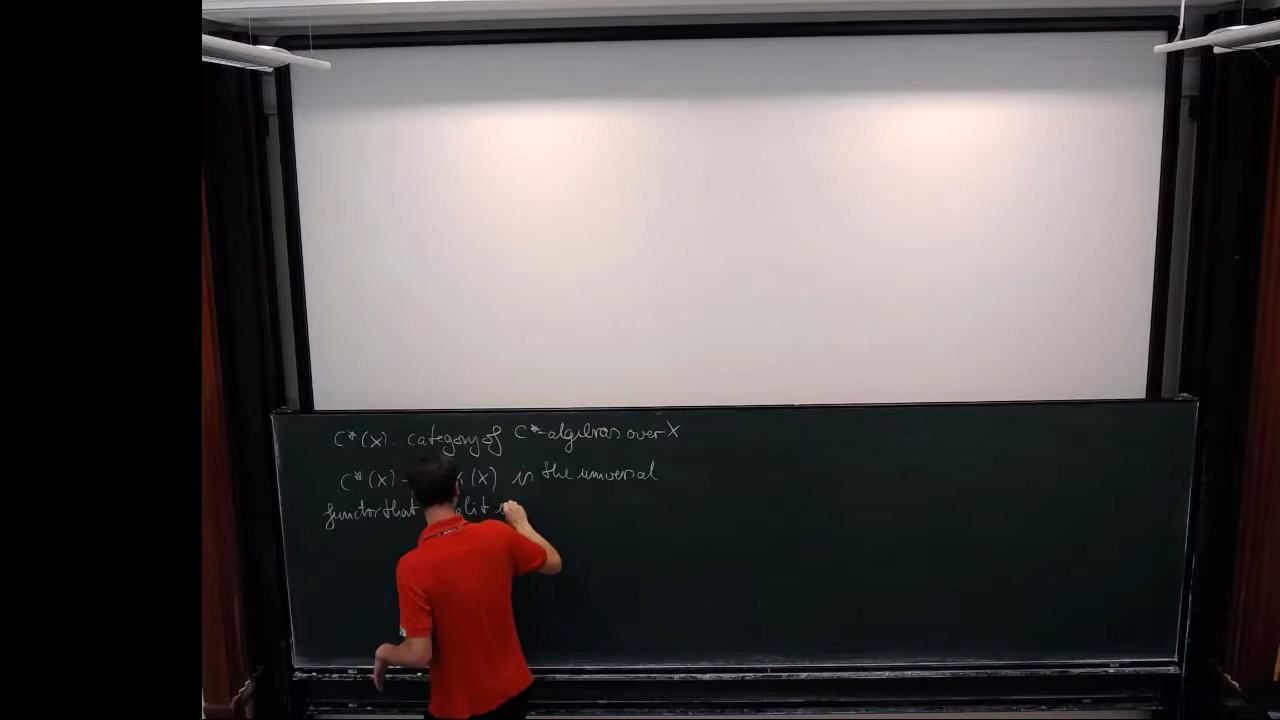 C*(X). category of C*-algebras over X
C*(X) (X) is the universal
functor that split